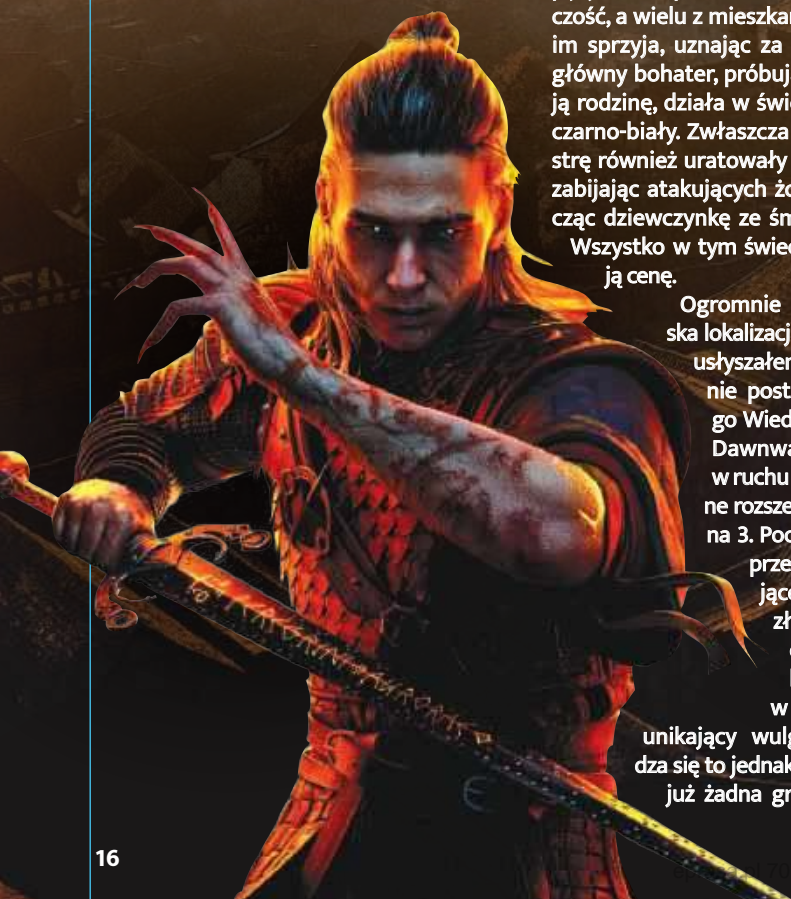 czość, a wielu z mieszkań
im sprzyja, uznając za
główny bohater, próbuj
ją rodzinę, działa w świe
czarno-biały. Zwłaszcza
strę również uratowały
zabijając atakujących żo
cząc dziewczynkę ze śm
Wszystko w tym świe
ją cenę.
Ogromnie
ska lokalizacj
usłyszałem
nie post
go Wied
Dawnwa
w ruchu
ne rozsze
na 3. Poc
prze
jąc
zł
w
unikający wulg
dza się to jednak
już żadna gr
16